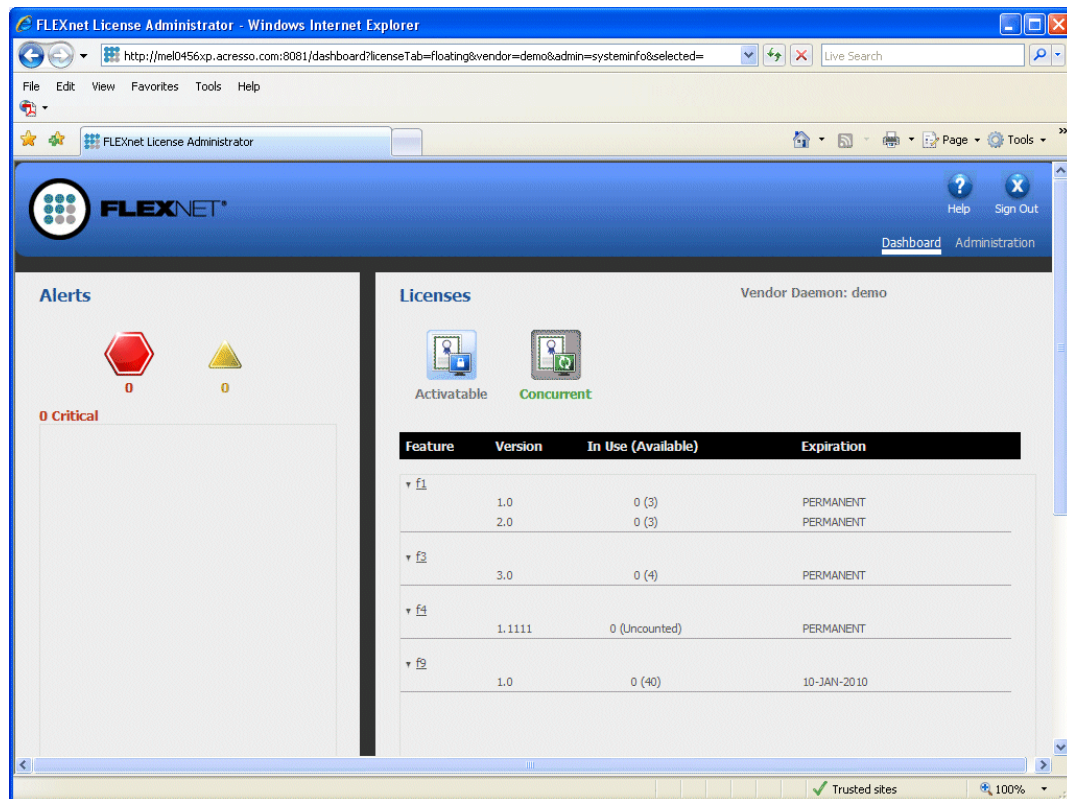 FLEXnet License Administrator - Windows Internet Explorer
http://mel0456xp.acresso.com:8081/dashboard?licenseTab=floating&vendor=demo&admin=systeminfo&selected=
Live Search
File Edit View Favorites Tools Help
FLEXnet License Administrator
Page Tools
FLEXNET
Help Sign Out
Dashboard Administration
Alerts
0 0
0 Critical
Licenses Vendor Daemon: demo
Activatable Concurrent
Feature Version In Use (Available) Expiration
f1
1.0 0 (3) PERMANENT
2.0 0 (3) PERMANENT
f3
3.0 0 (4) PERMANENT
f4
1.1111 0 (Uncounted) PERMANENT
f9
1.0 0 (40) 10-JAN-2010
Trusted sites 100%